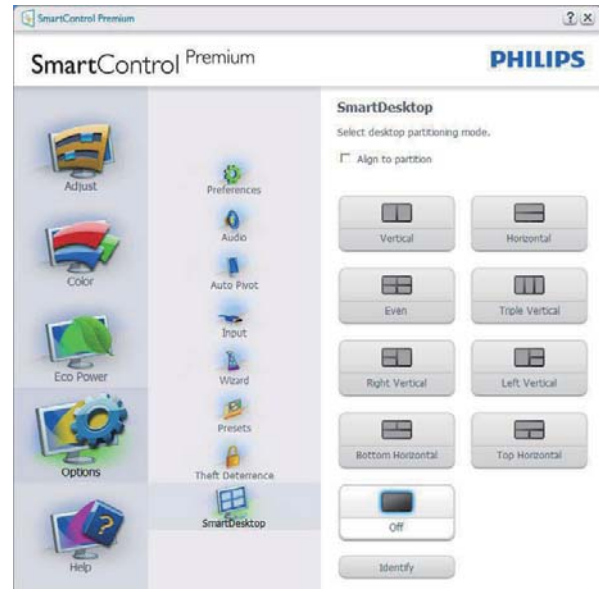 SmartControl Premium
SmartControl Premium
PHILIPS
Adjust
Color
Eco Power
Options
Help
Preferences
Audio
Auto Pivot
Input
Wizard
Presets
Theft Deterrence
SmartDesktop
SmartDesktop
Select desktop partitioning mode.
Align to partition
Vertical
Horizontal
Even
Triple Vertical
Right Vertical
Left Vertical
Bottom Horizontal
Top Horizontal
Off
Identify